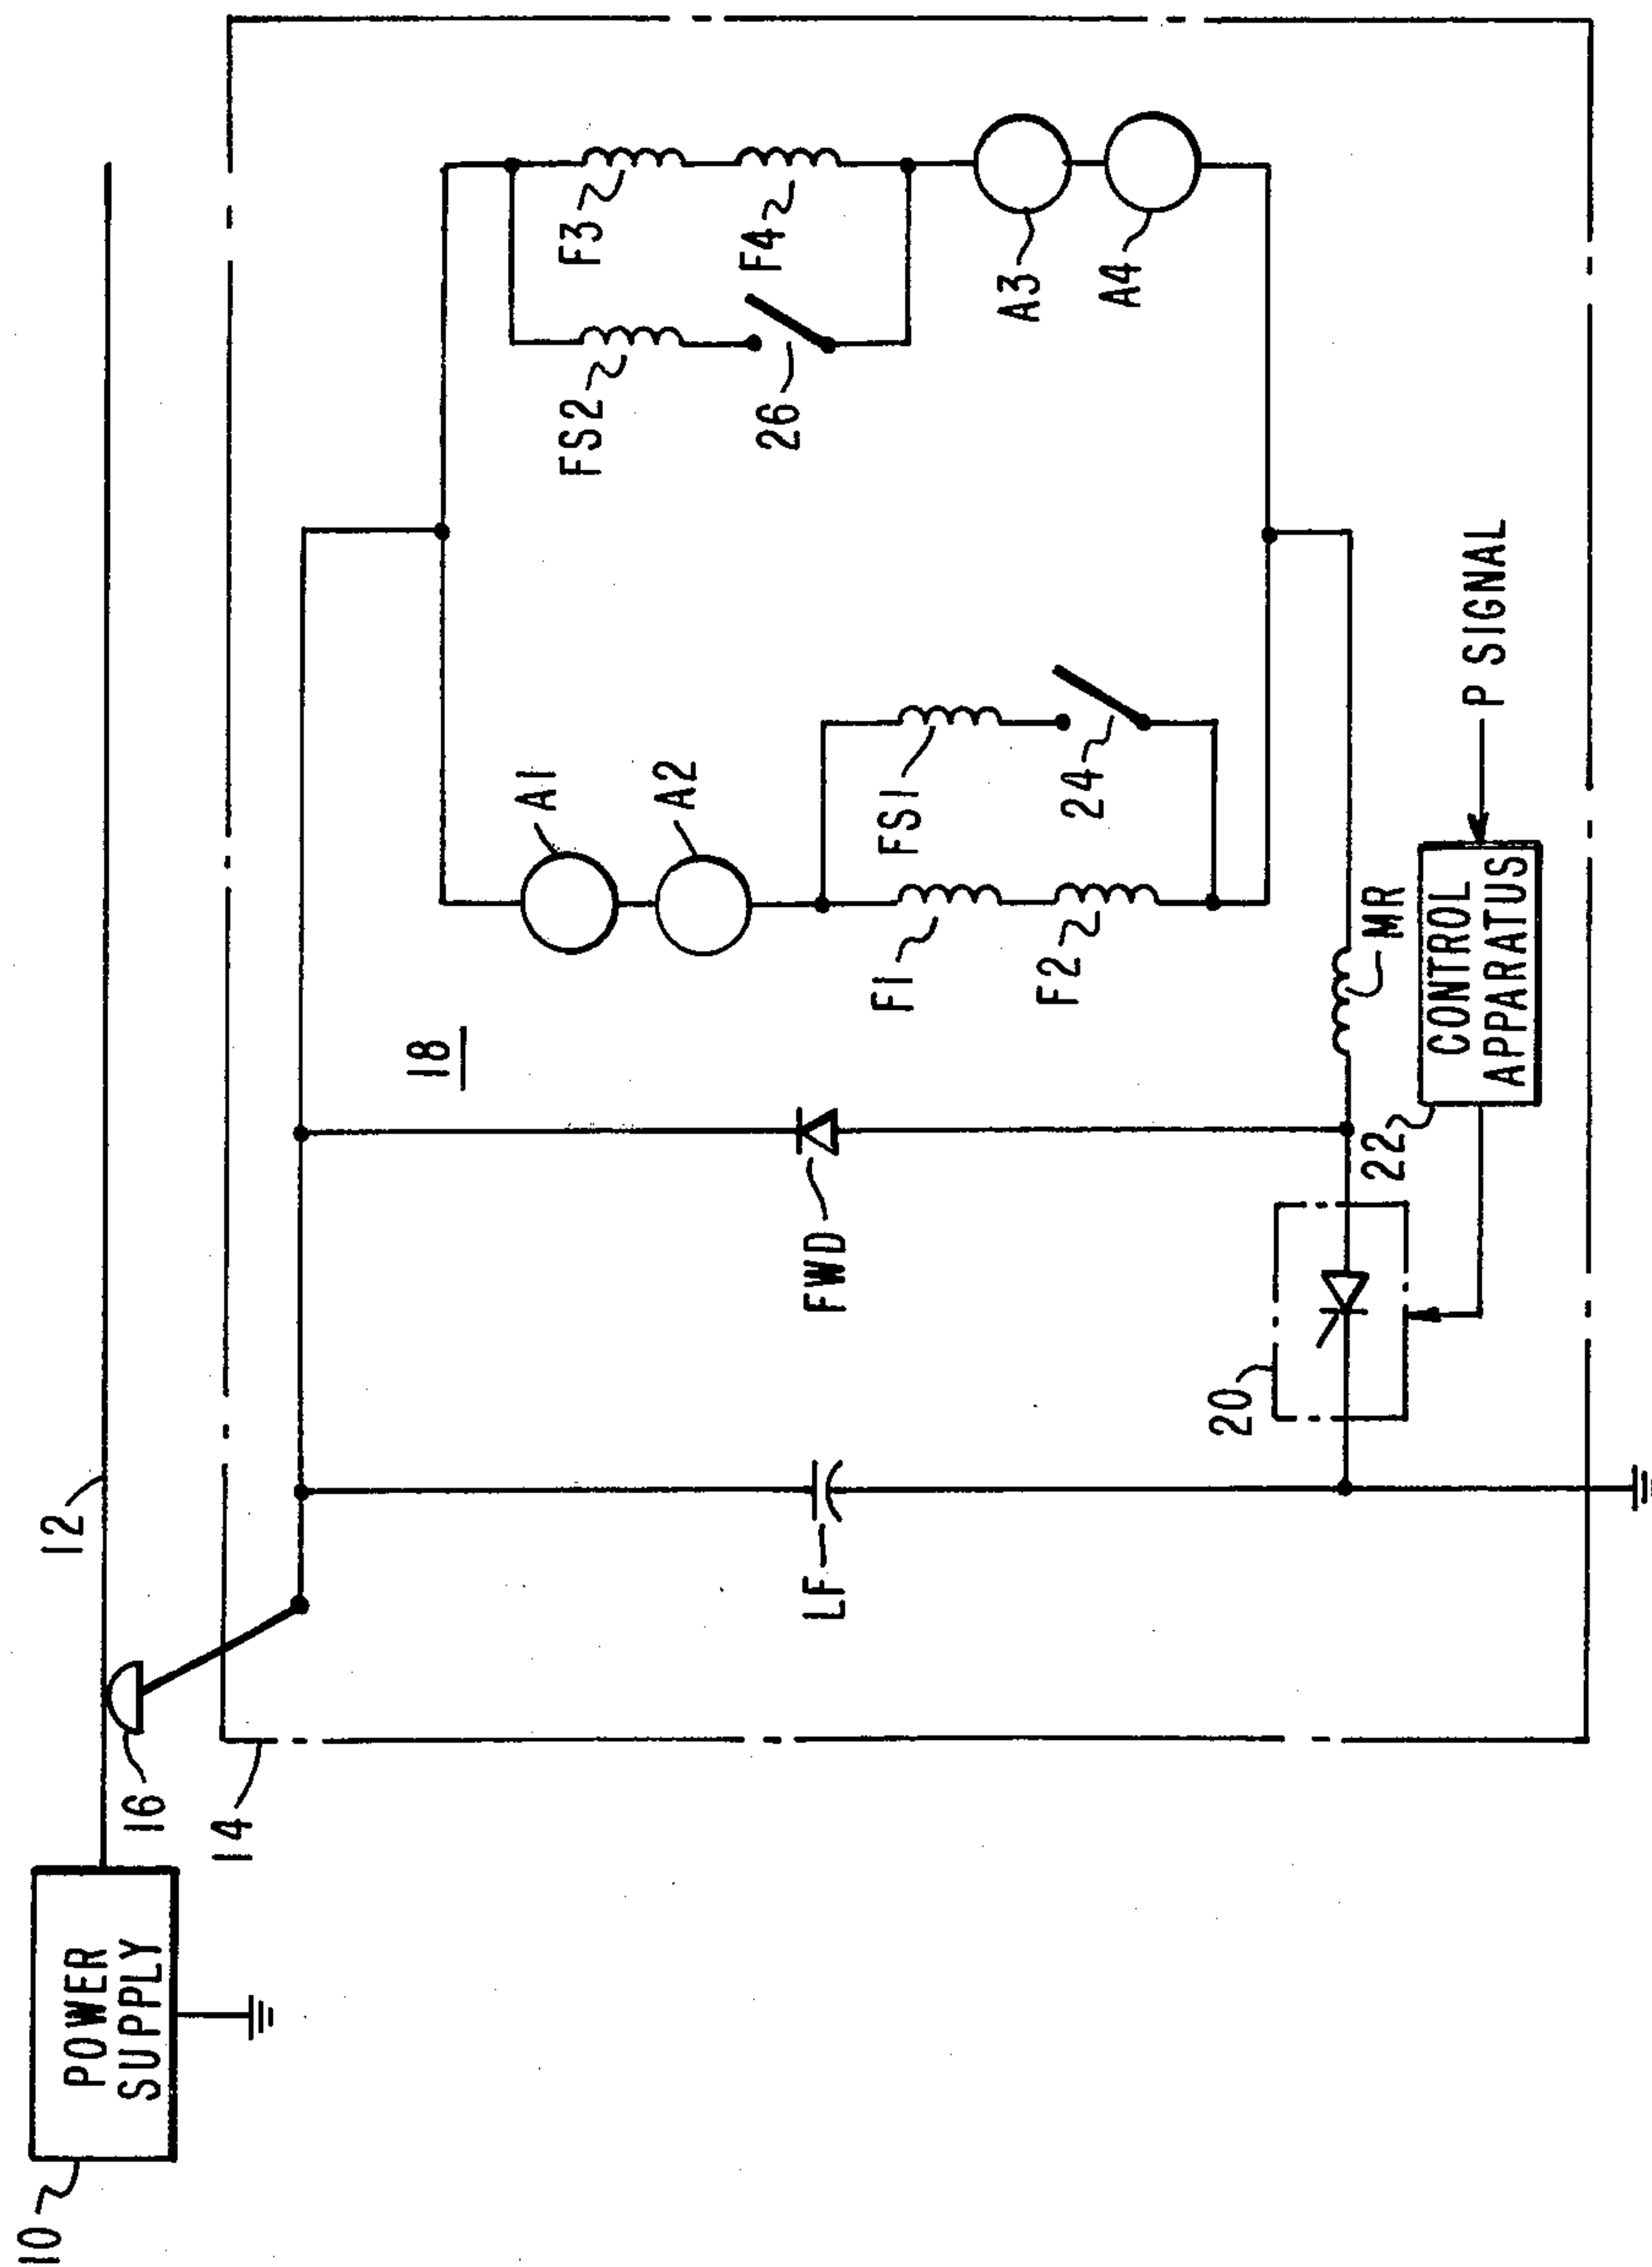 10
POWER
SUPPLY
16
12
14
LF
FWD
18
20
22
CONTROL
APPARATUS
MR
P SIGNAL
A1
A2
F1
F2
FS1
24
FS2
26
F3
F4
A3
A4